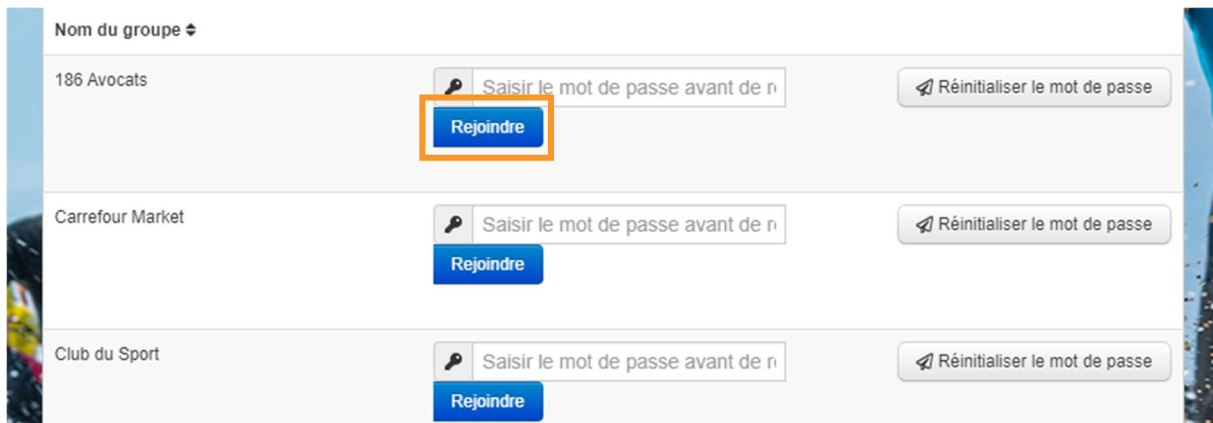 Nom du groupe
186 Avocats
Saisir le mot de passe avant de r
Réinitialiser le mot de passe
Rejoindre
Carrefour Market
Saisir le mot de passe avant de r
Réinitialiser le mot de passe
Rejoindre
Club du Sport
Saisir le mot de passe avant de r
Réinitialiser le mot de passe
Rejoindre